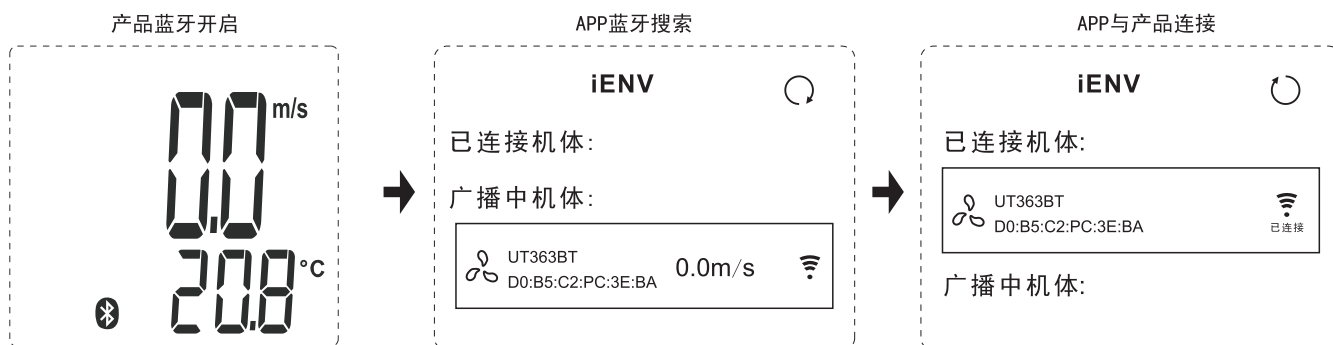 产品蓝牙开启
0.0 m/s
20.8 °C
APP蓝牙搜索
iENV
已连接机体:
广播中机体:
UT363BT
D0:B5:C2:PC:3E:BA
0.0m/s
APP与产品连接
iENV
已连接机体:
UT363BT
D0:B5:C2:PC:3E:BA
已连接
广播中机体: